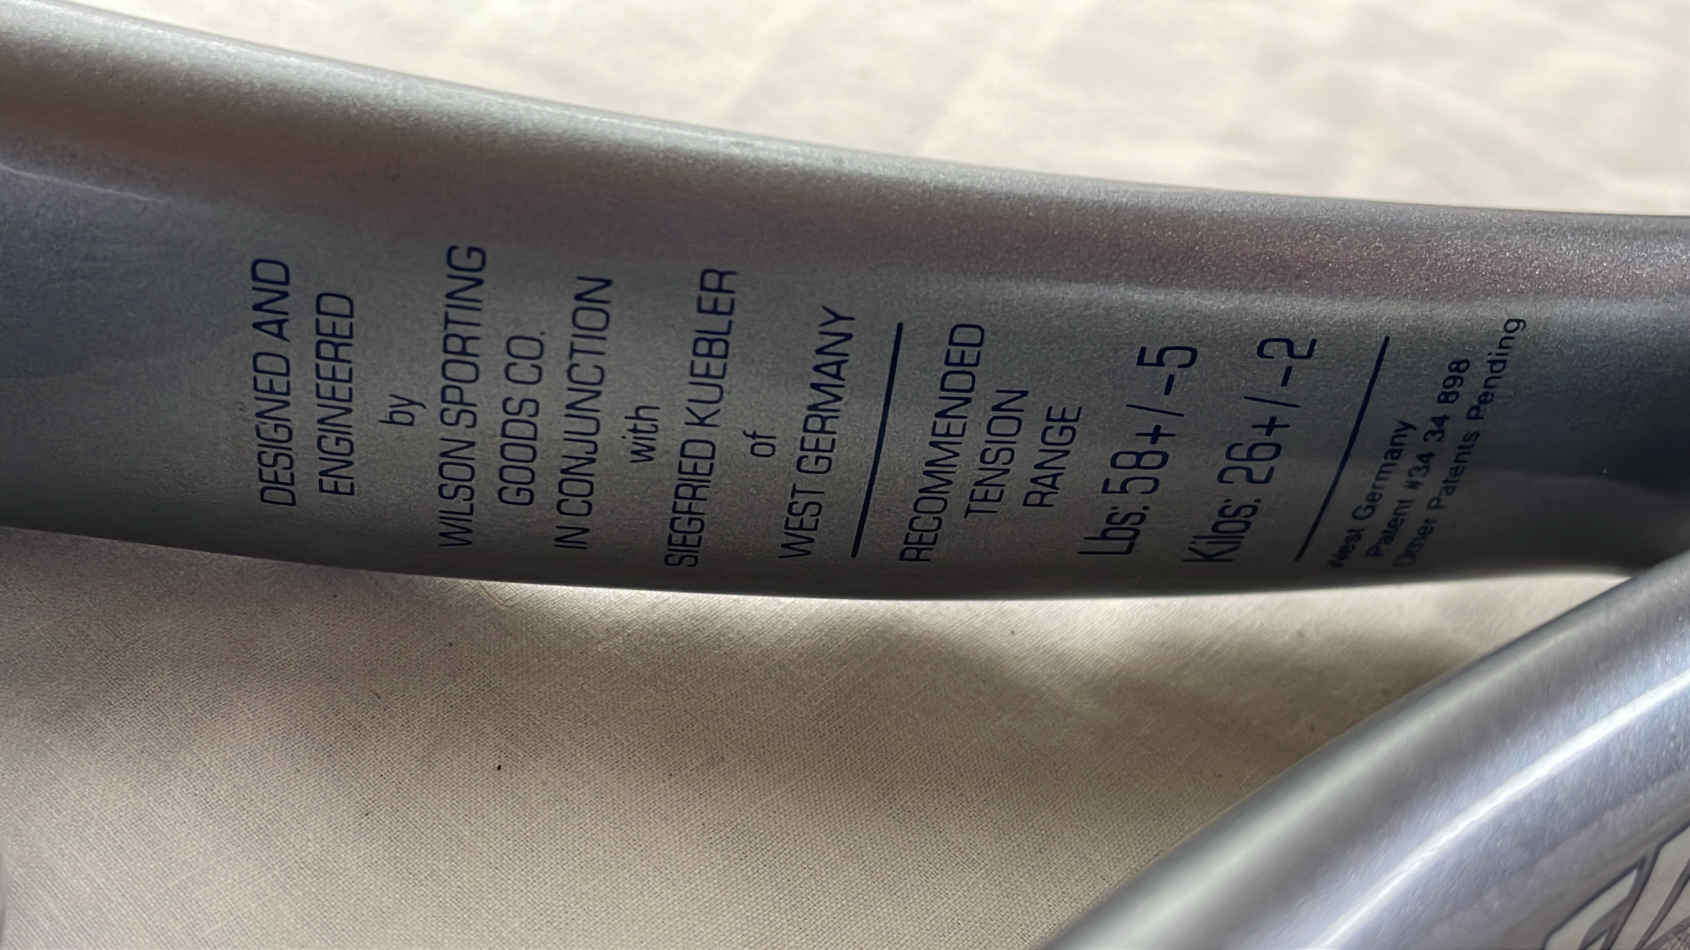 DESIGNED AND
ENGINEERED
by
WILSON SPORTING
GOODS CO.
IN CONJUNCTION
with
SIEGFRIED KUEBLER
of
WEST GERMANY
RECOMMENDED
TENSION
RANGE
Lbs: 58+/-5
Kilos: 26+/-2
West Germany
Patent #34 34 898
Other Patents Pending